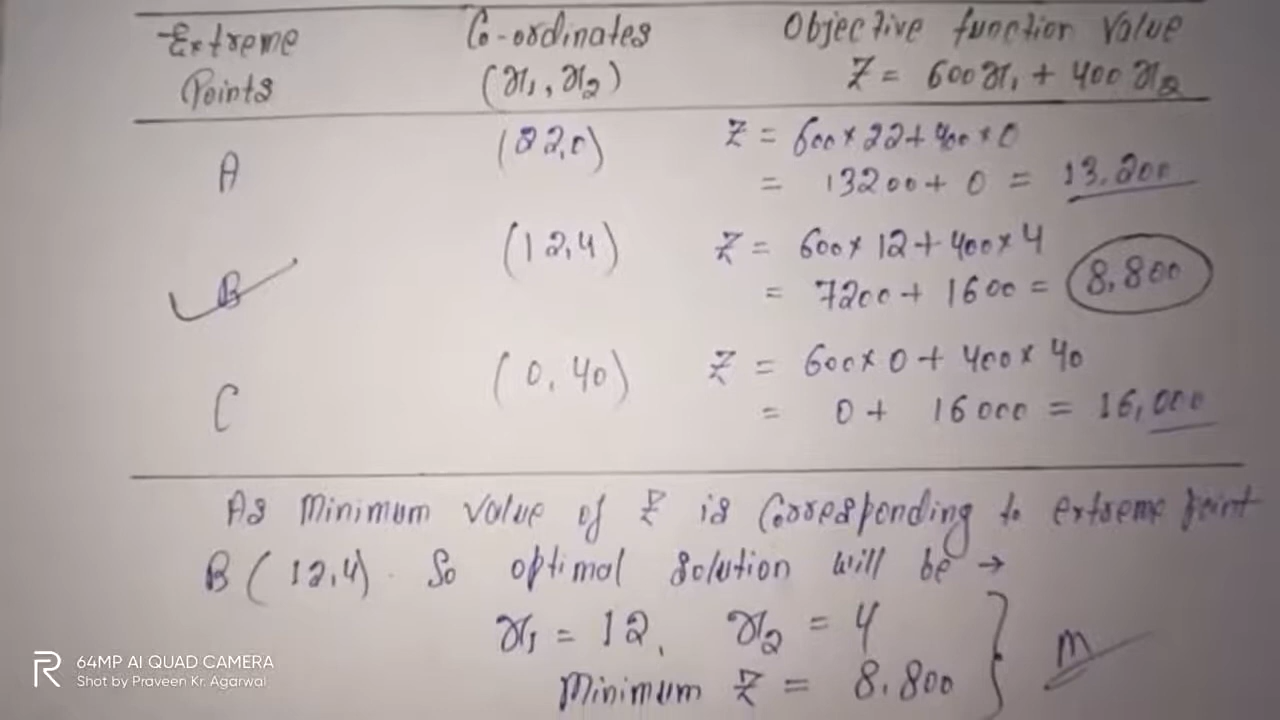 Extreme Points Co-ordinates (x₁, x₂) Objective function Value Z = 600x₁ + 400x₂
A (22,0) Z = 600×22+400×0
= 13200+ 0 = 13,200
B (12,4) Z = 600× 12+400×4
= 7200+ 1600 = 8,800
C (0,40) Z = 600×0+400×40
= 0+ 16000 = 16,000
As Minimum Value of Z is Corresponding to extreme point
B (12,4). So optimal solution will be →
x₁ = 12, x₂ = 4
Minimum Z = 8.800
64MP AI QUAD CAMERA
Shot by Praveen Kr. Agarwal